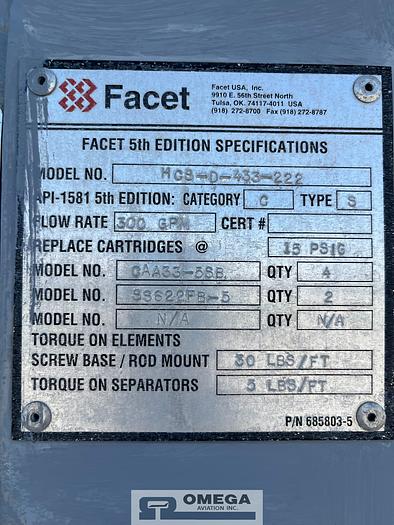 Facet
Facet USA, Inc.
9910 E. 56th Street North
Tulsa, OK. 74117-4011 USA
(918) 272-8700 Fax (918) 272-8787
FACET 5th EDITION SPECIFICATIONS
MODEL NO. MCS-D-433-222
API-1581 5th EDITION: CATEGORY C TYPE S
FLOW RATE 300 GPM CERT #
REPLACE CARTRIDGES @ 15 PSIG
MODEL NO. CAA33-5SB QTY 4
MODEL NO. SS622FB-5 QTY 2
MODEL NO. N/A QTY N/A
TORQUE ON ELEMENTS
SCREW BASE / ROD MOUNT 30 LBS/FT
TORQUE ON SEPARATORS 5 LBS/FT
P/N 685803-5
OMEGA
AVIATION INC.